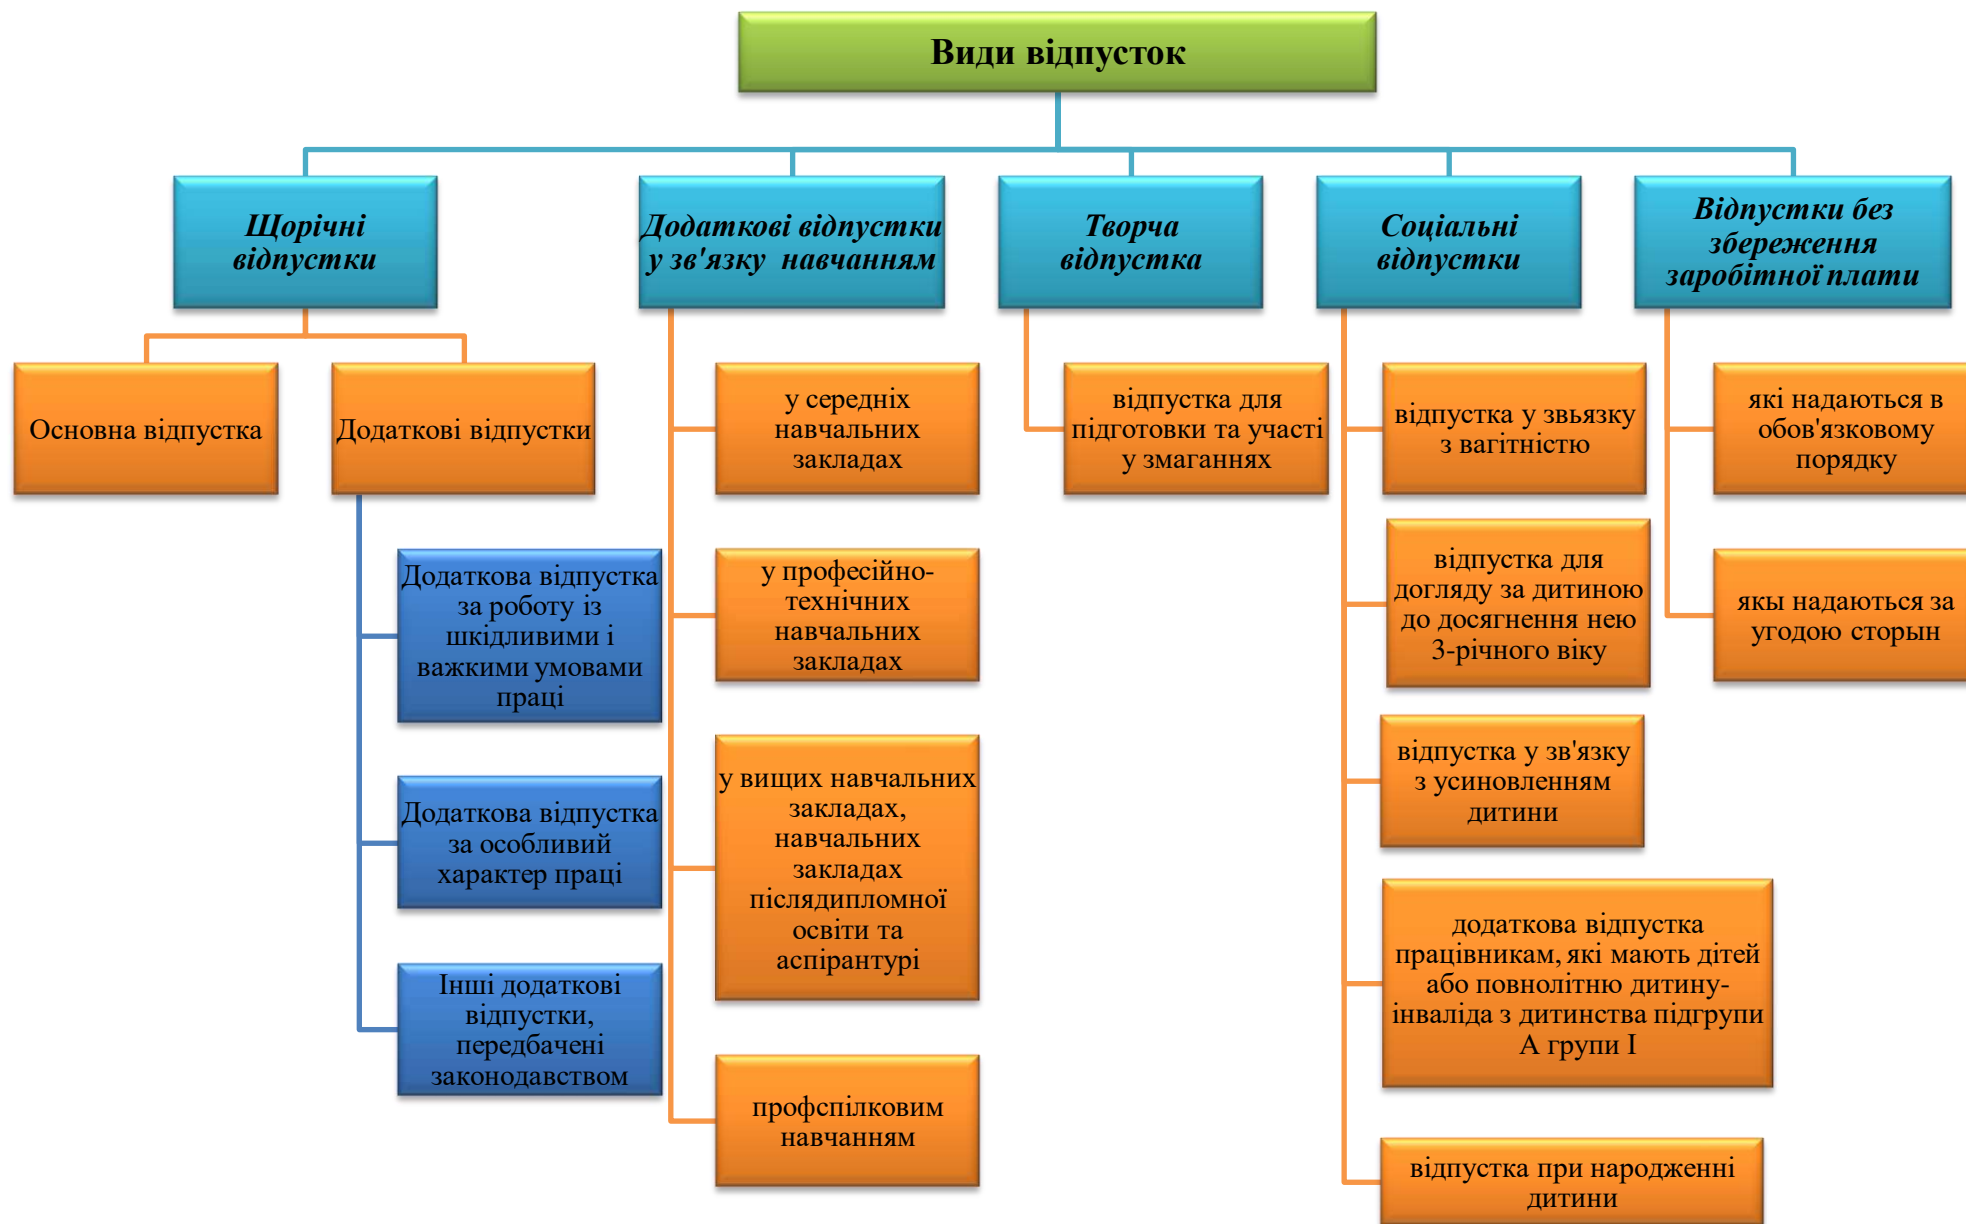 Види відпусток
Щорічні
відпустки
Додаткові відпустки
у зв'язку навчанням
Творча
відпустка
Соціальні
відпустки
Відпустки без
збереження
заробітної плати
Основна відпустка
Додаткові відпустки
Додаткова відпустка
за роботу із
шкідливими і
важкими умовами
праці
Додаткова відпустка
за особливий
характер праці
Інші додаткові
відпустки,
передбачені
законодавством
у середніх
навчальних
закладах
у професійно-
технічних
навчальних
закладах
у вищих навчальних
закладах,
навчальних
закладах
післядипломної
освіти та
аспірантурі
профспілковим
навчанням
відпустка для
підготовки та участі
у змаганнях
відпустка у звьязку
з вагітністю
відпустка для
догляду за дитиною
до досягнення нею
3-річного віку
відпустка у зв'язку
з усиновленням
дитини
додаткова відпустка
працівникам, які мають дітей
або повнолітню дитину-
інваліда з дитинства підгрупи
А групи І
відпустка при народженні
дитини
які надаються в
обов'язковому
порядку
якы надаються за
угодою сторын